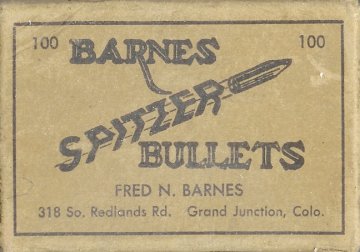 100 BARNES 100
SPITZER
BULLETS
FRED N. BARNES
318 So. Redlands Rd. Grand Junction, Colo.